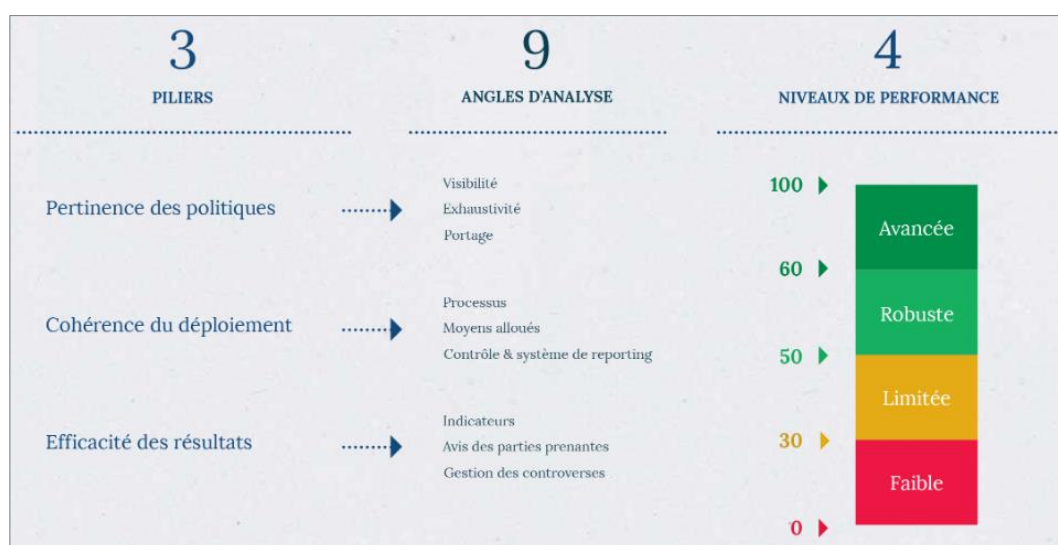 3
PILIERS
9
ANGLES D'ANALYSE
4
NIVEAUX DE PERFORMANCE
Pertinence des politiques
Visibilité
Exhaustivité
Portage
Cohérence du déploiement
Processus
Moyens alloués
Contrôle & système de reporting
Efficacité des résultats
Indicateurs
Avis des parties prenantes
Gestion des controverses
100
Avancée
60
Robuste
50
Limitée
30
Faible
0